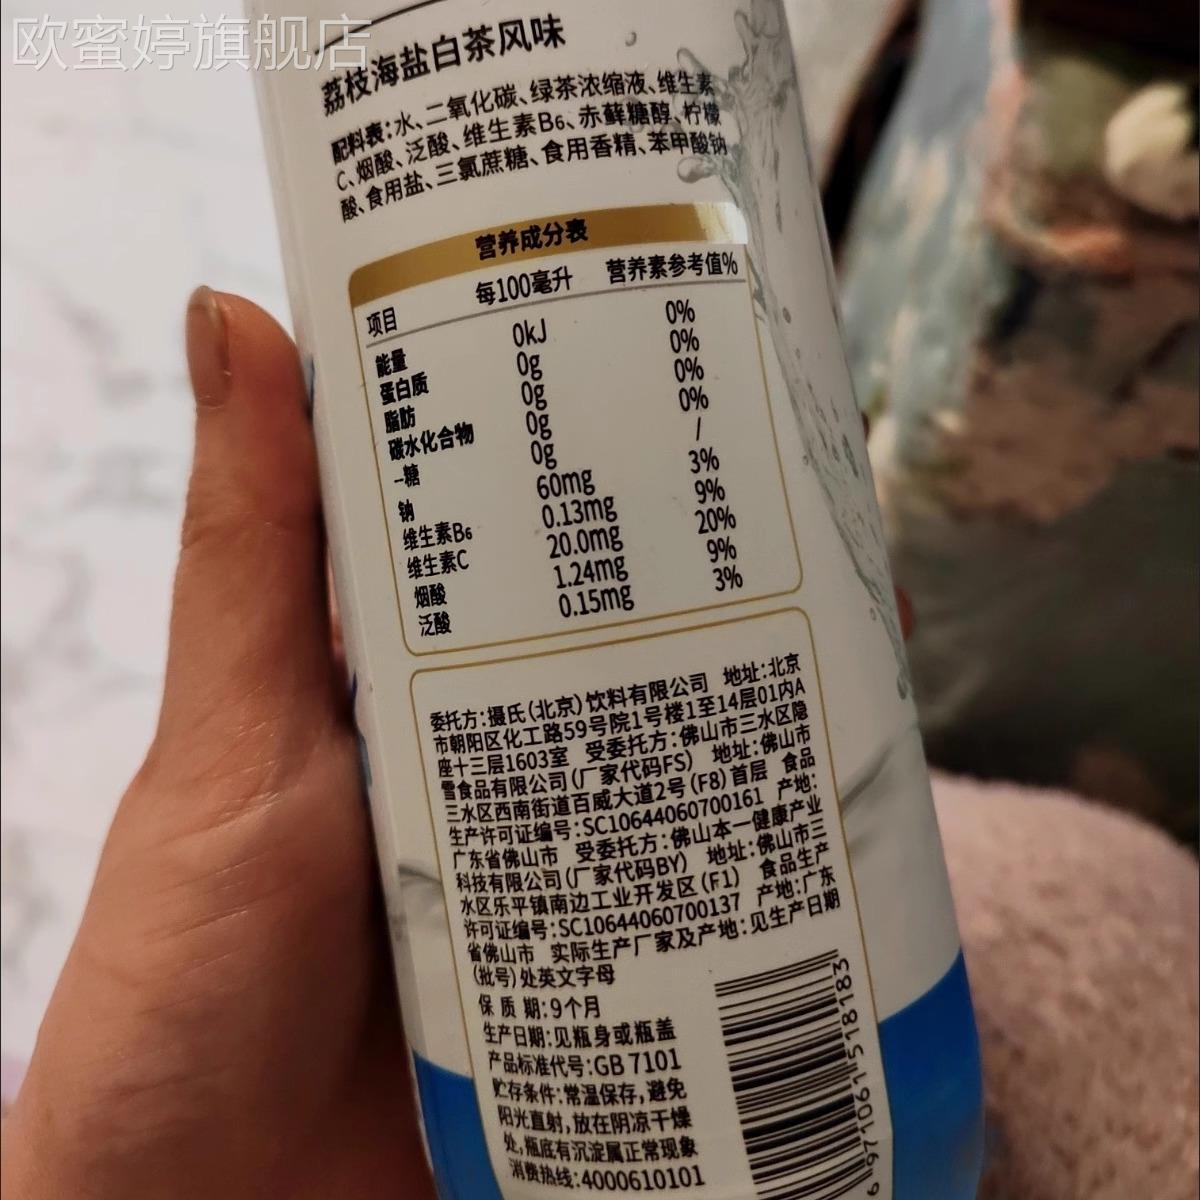 欧蜜婷旗舰店
荔枝海盐白茶风味
配料表:水、二氧化碳、绿茶浓缩液、维生素
C、烟酸、泛酸、维生素B6、赤藓糖醇、柠檬
酸、食用盐、三氯蔗糖、食用香精、苯甲酸钠
营养成分表
项目 每100毫升 营养素参考值%
能量 0kJ 0%
蛋白质 0g 0%
脂肪 0g 0%
碳水化合物 0g 0%
-糖 0g /
钠 60mg 3%
维生素B6 0.13mg 9%
维生素C 20.0mg 20%
烟酸 1.24mg 9%
泛酸 0.15mg 3%
委托方:摄氏(北京)饮料有限公司 地址:北京
市朝阳区化工路59号院1号楼1至14层01内A
座十三层1603室 受委托方:佛山市三水区隐
雪食品有限公司(厂家代码FS) 地址:佛山市
三水区西南街道百威大道2号(F8)首层 食品
生产许可证编号:SC10644060700161 产地:
广东省佛山市 受委托方:佛山本一健康产业
科技有限公司(厂家代码BY) 地址:佛山市三
水区乐平镇南边工业开发区(F1) 食品生产
许可证编号:SC10644060700137 产地:广东
省佛山市 实际生产厂家及产地:见生产日期
(批号)处英文字母
保质期:9个月
生产日期:见瓶身或瓶盖
产品标准代号:GB 7101
贮存条件:常温保存,避免
阳光直射,放在阴凉干燥
处,瓶底有沉淀属正常现象
消费热线:4000610101
6 971061 518183